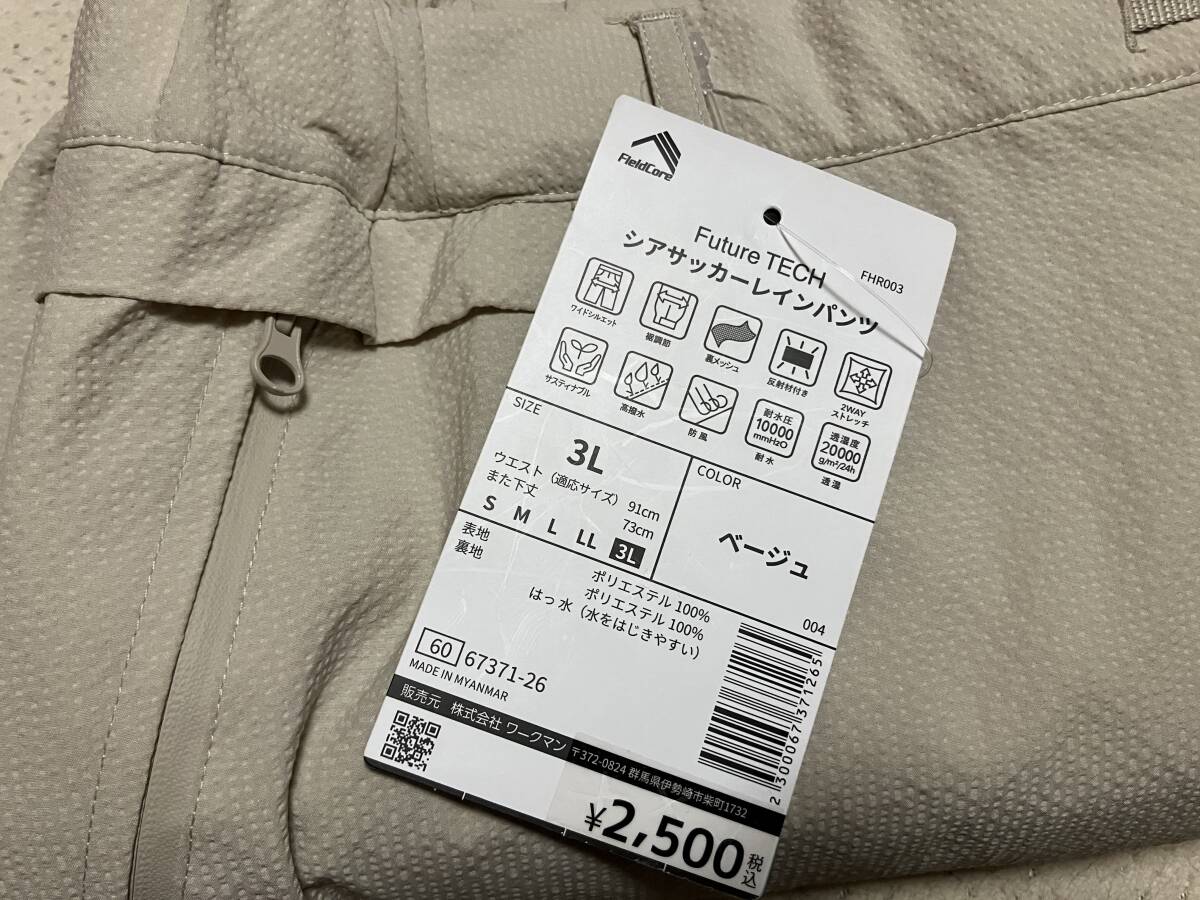 FieldCore
Future TECH
シアサッカーレインパンツ
FHR003
ワイドシルエット
裾調節
裏メッシュ
反射材付き
2WAY
ストレッチ
サスティナブル
高撥水
防風
耐水圧
10000
mmH2O
耐水
透湿度
20000
g/m²/24h
透湿
SIZE
3L
ウエスト（適応サイズ） 91cm
また下丈 73cm
S M L LL 3L
COLOR
ベージュ
表地 ポリエステル 100%
裏地 ポリエステル 100%
はっ水（水をはじきやすい）
004
60 67371-26
MADE IN MYANMAR
2300067371265
販売元 株式会社 ワークマン 〒372-0824 群馬県伊勢崎市柴町1732
¥2,500 税込